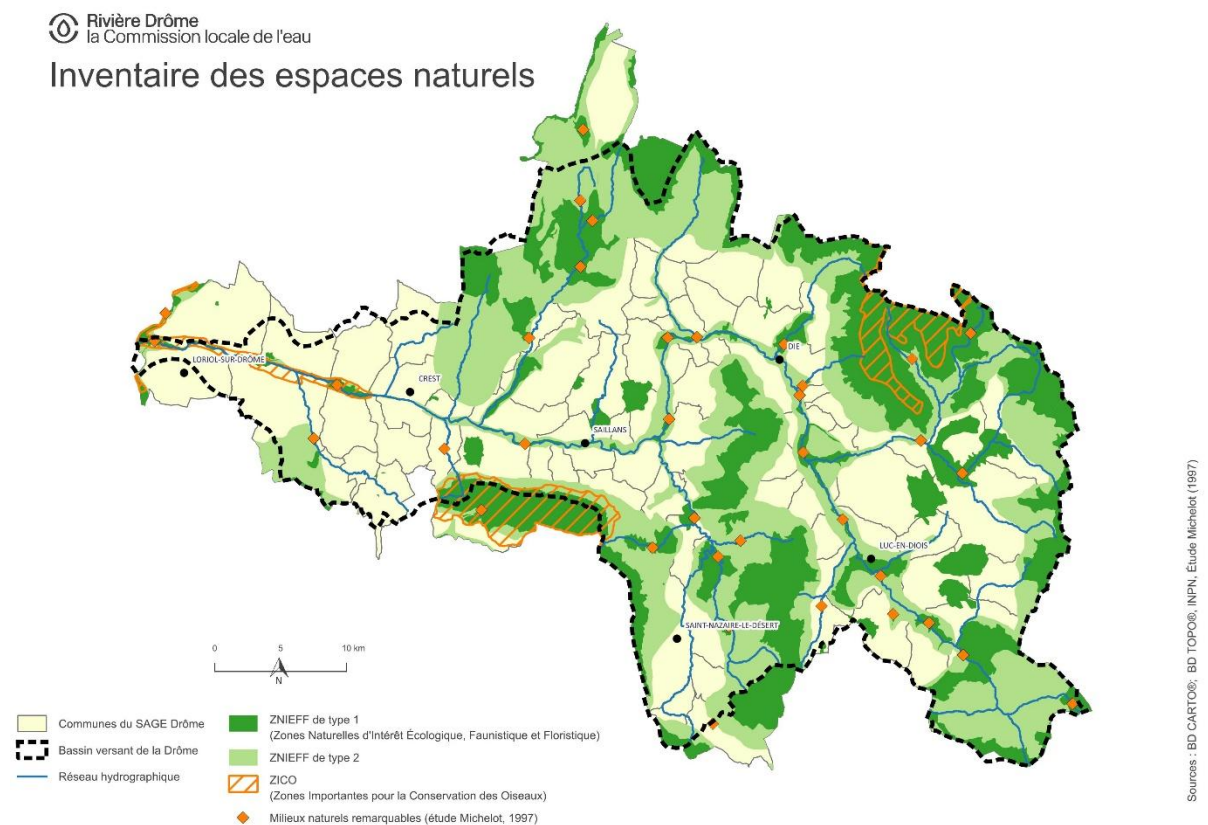 Rivière Drôme
la Commission locale de l'eau
Inventaire des espaces naturels
LORIOL-SUR-DRÔME
CREST
DIE
SAILLANS
LUC-EN-DIOIS
SAINT-NAZAIRE-LE-DÉSERT
0 5 10 km
N
Communes du SAGE Drôme
Bassin versant de la Drôme
Réseau hydrographique
ZNIEFF de type 1
(Zones Naturelles d'Intérêt Écologique, Faunistique et Floristique)
ZNIEFF de type 2
ZICO
(Zones Importantes pour la Conservation des Oiseaux)
Milieux naturels remarquables (étude Michelot, 1997)
Sources : BD CARTO®; BD TOPO®, INPN, Étude Michelot (1997)